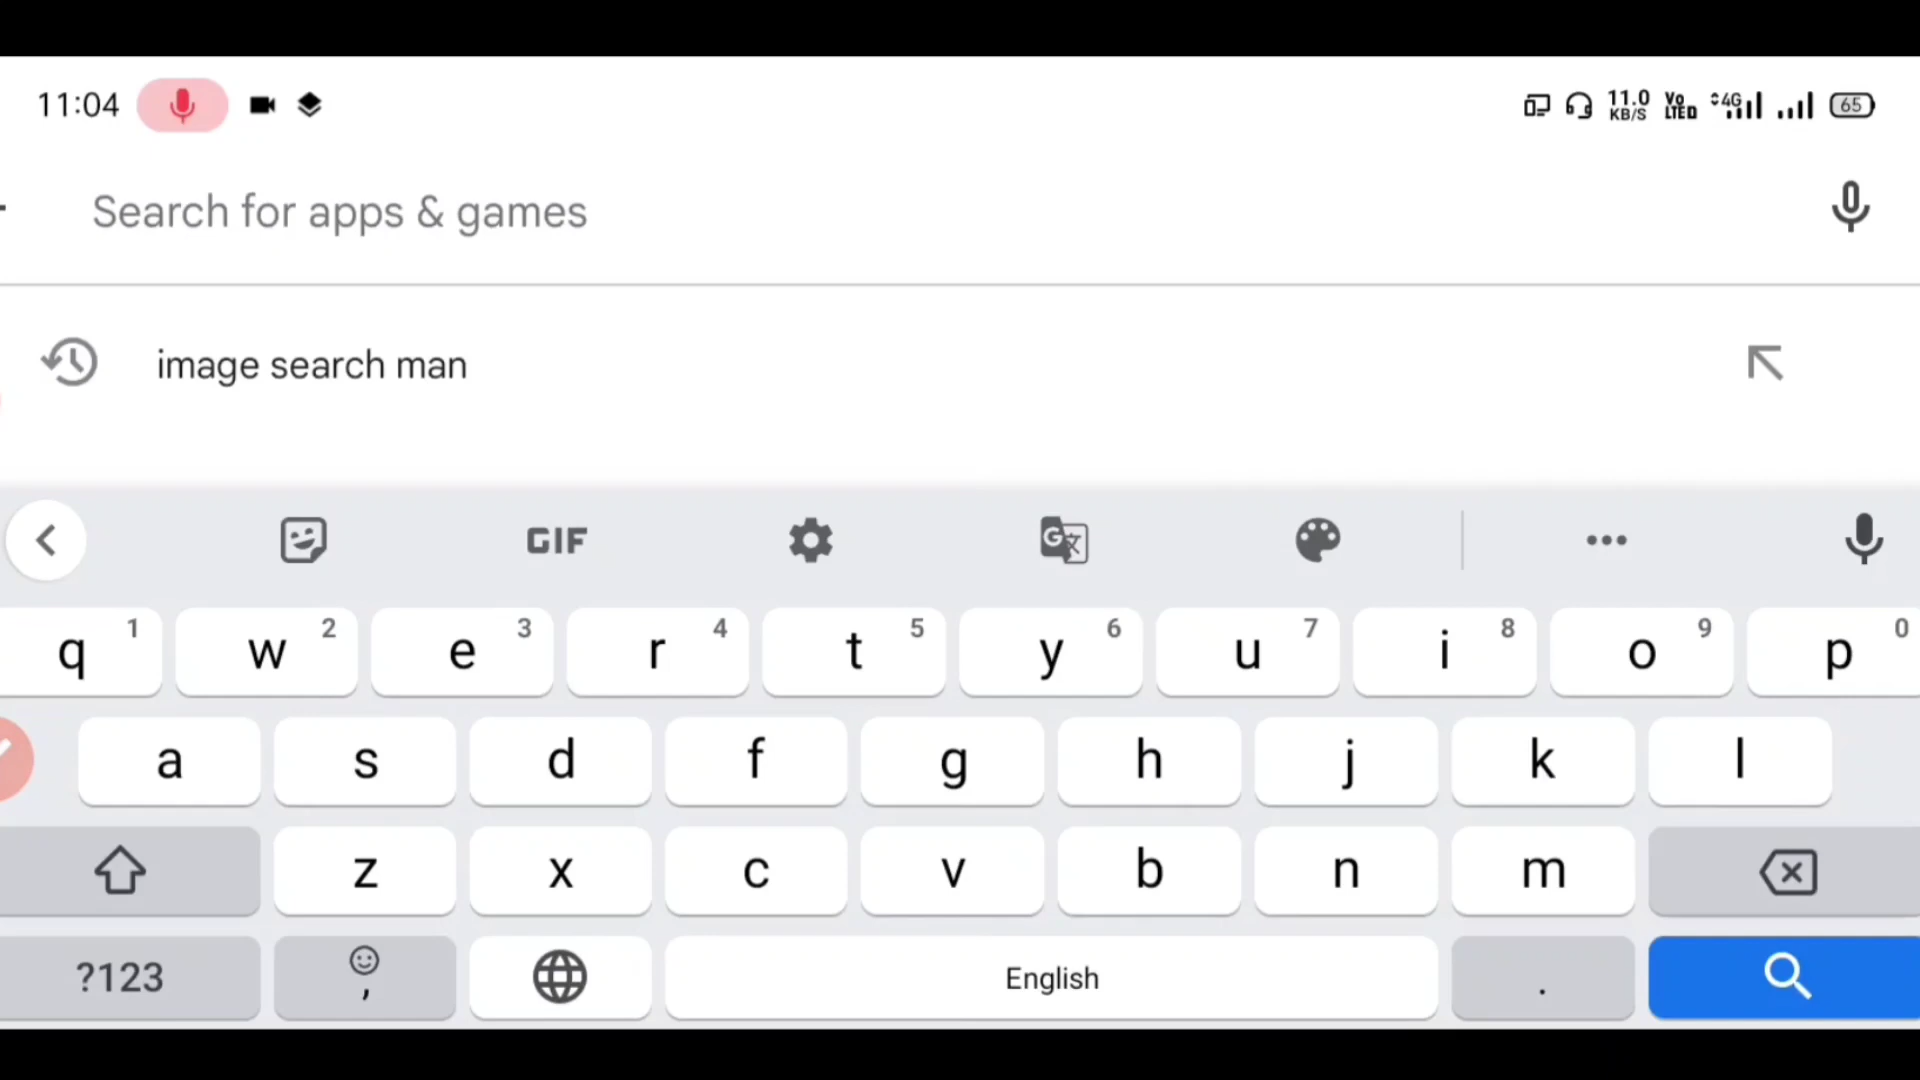 11:04 11.0 KB/S Vo LTE D 4G 65
Search for apps & games
image search man
GIF G 文
q 1 w 2 e 3 r 4 t 5 y 6 u 7 i 8 o 9 p 0
a s d f g h j k l
z x c v b n m
?123 , English .